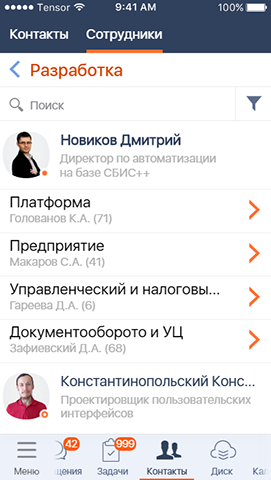 Tensor 9:41 AM 100%
Контакты Сотрудники
Разработка
Поиск
Новиков Дмитрий
Директор по автоматизации
на базе СБИС++
Платформа
Голованов К.А. (71)
Предприятие
Макаров С.А. (41)
Управленческий и налоговы...
Гареева Д.А. (6)
Документооборото и УЦ
Зафиевский Д.А. (68)
Константинопольский Конс...
Проектировщик пользовательских
интерфейсов
42 999
Меню щения Задачи Контакты Диск Кал